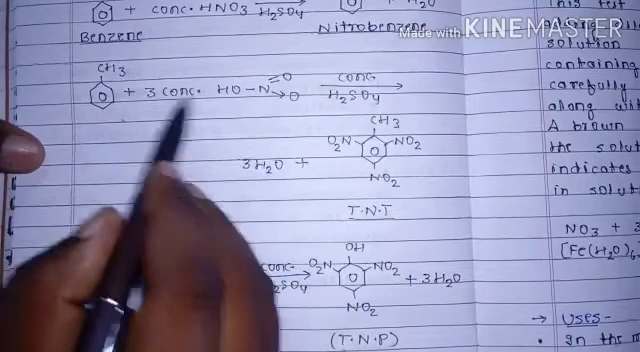 + conc. HNO3 H2SO4
Benzene Nitrobenzene
Made with KINEMASTER
CH3
+ 3 conc. HO-N=O→O conc H2SO4
CH3
O2N NO2
3H2O +
NO2
T.N.T
OH
conc H2SO4 O2N NO2 + 3H2O
NO2
(T.N.P)
This test
solution
containing
carefully
along with
A brown
the solut
indicates
in solut
NO3 + 3
[Fe(H2O)6
→ Uses -
• In the m